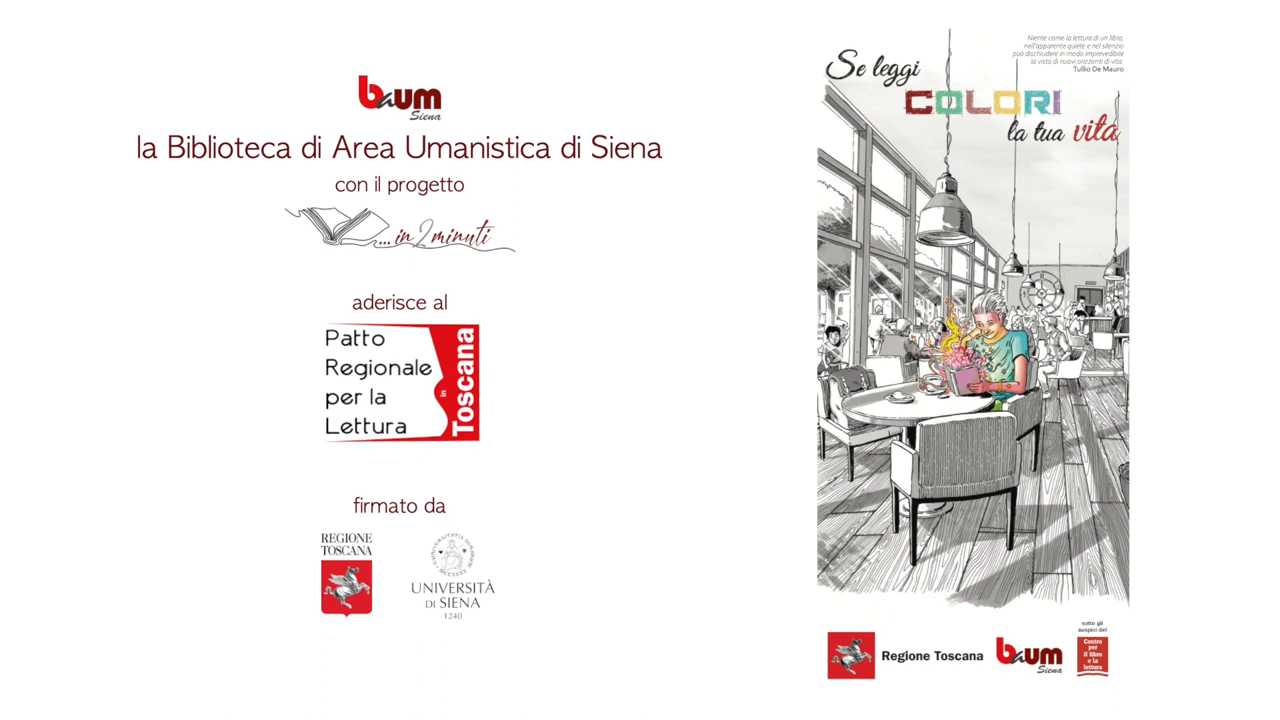 baum
Siena
la Biblioteca di Area Umanistica di Siena
con il progetto
...in 2 minuti
aderisce al
Patto
Regionale
per la
Lettura
in
Toscana
firmato da
REGIONE
TOSCANA
UNIVERSITÀ
DI SIENA
1240
Niente come la lettura di un libro,
nell'apparente quiete e nel silenzio
può dischiudere in modo imprevedibile
la vista di nuovi orizzonti di vita.
Tullio De Mauro
Se leggi
COLORI
la tua vita
Regione Toscana
baum
Siena
sotto gli
auspici del
Centro
per
il libro
e la
lettura